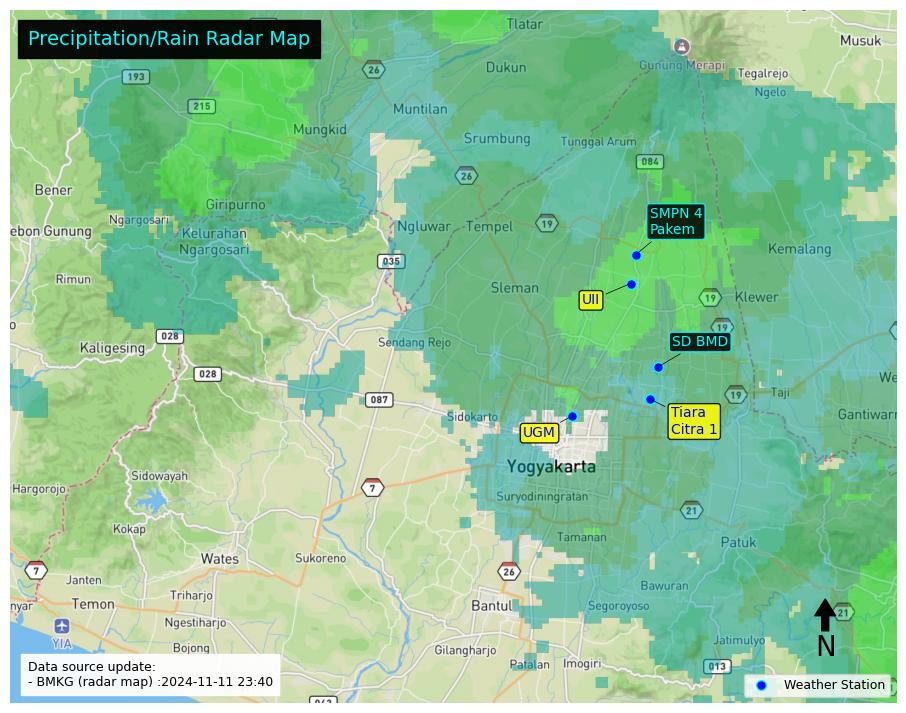 Precipitation/Rain Radar Map
Tlatar
Musuk
193
26
Dukun
Gunung Merapi
Tegalrejo
Ngelo
215
Muntilan
Mungkid
Srumbung
Tunggal Arum
084
26
Bener
Giripurno
SMPN 4
Pakem
Ngargosari
ebon Gunung
Kelurahan
Ngargosari
Ngluwar
Tempel
19
Kemalang
035
Rimun
Sleman
UII
19
Klewer
19
028
Kaligesing
Sendang Rejo
SD BMD
028
We
087
19
Taji
Sidokarto
Tiara
Citra 1
Gantiwarn
UGM
Yogyakarta
Sidowayah
Hargorojo
7
Suryodiningratan
21
Kokap
Tamanan
Patuk
Wates
Sukoreno
7
26
Janten
Bawuran
Triharjo
nyar
Temon
Bantul
Segoroyoso
21
Ngestiharjo
YIA
N
Jatimulyo
Bojong
Gilangharjo
Patalan
Imogiri
013
Data source update:
- BMKG (radar map) :2024-11-11 23:40
Weather Station